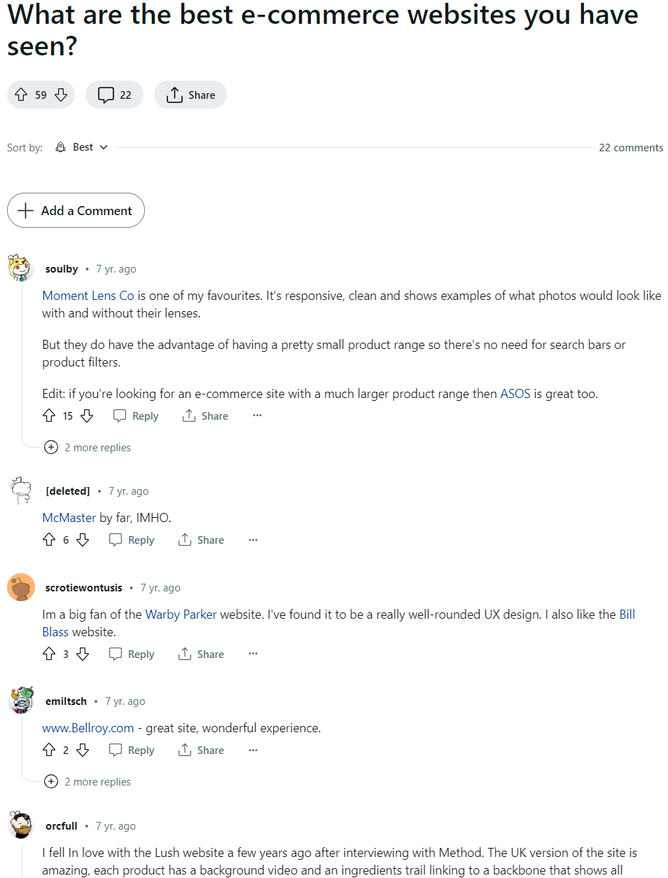 What are the best e-commerce websites you have
seen?
59 22 Share
Sort by: Best 22 comments
Add a Comment
soulby • 7 yr. ago
Moment Lens Co is one of my favourites. It's responsive, clean and shows examples of what photos would look like
with and without their lenses.
But they do have the advantage of having a pretty small product range so there's no need for search bars or
product filters.
Edit: if you're looking for an e-commerce site with a much larger product range then ASOS is great too.
15 Reply Share ...
2 more replies
[deleted] • 7 yr. ago
McMaster by far, IMHO.
6 Reply Share ...
scrotiewontusis • 7 yr. ago
Im a big fan of the Warby Parker website. I've found it to be a really well-rounded UX design. I also like the Bill
Blass website.
3 Reply Share ...
emiltsch • 7 yr. ago
www.Bellroy.com - great site, wonderful experience.
2 Reply Share ...
2 more replies
orcfull • 7 yr. ago
I fell In love with the Lush website a few years ago after interviewing with Method. The UK version of the site is
amazing, each product has a background video and an ingredients trail linking to a backbone that shows all